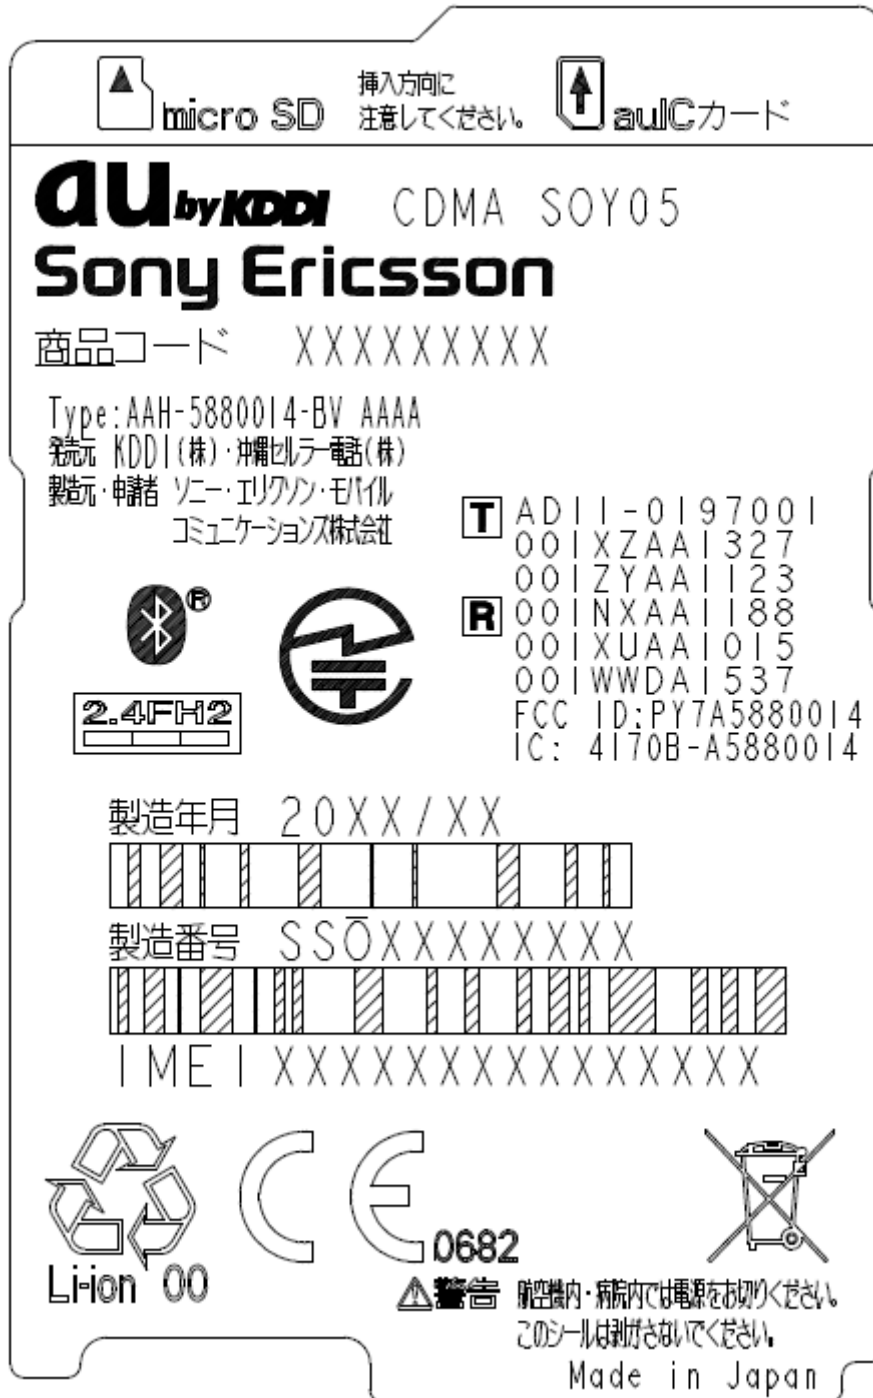 micro SD 挿入方向に
注意してください。 auICカード
au by KDDI CDMA SOY05
Sony Ericsson
商品コード XXXXXXXXX
Type:AAH-5880014-BV AAAA
発売元 KDDI(株)・沖縄セルラー電話(株)
製造元・申請者 ソニー・エリクソン・モバイル
コミュニケーションズ株式会社
T AD11-0197001
001XZAA1327
001ZYAA1123
R 001NXAA1188
001XUAA1015
001WWDA1537
FCC ID:PY7A5880014
IC: 4170B-A5880014
®
2.4FH2
製造年月 20XX/XX
製造番号 SSŌXXXXXXXX
IMEI XXXXXXXXXXXXXXX
Li-ion 00
CE 0682
⚠警告 航空機内・病院内では電源をお切りください。
このシールは剥がさないでください。
Made in Japan